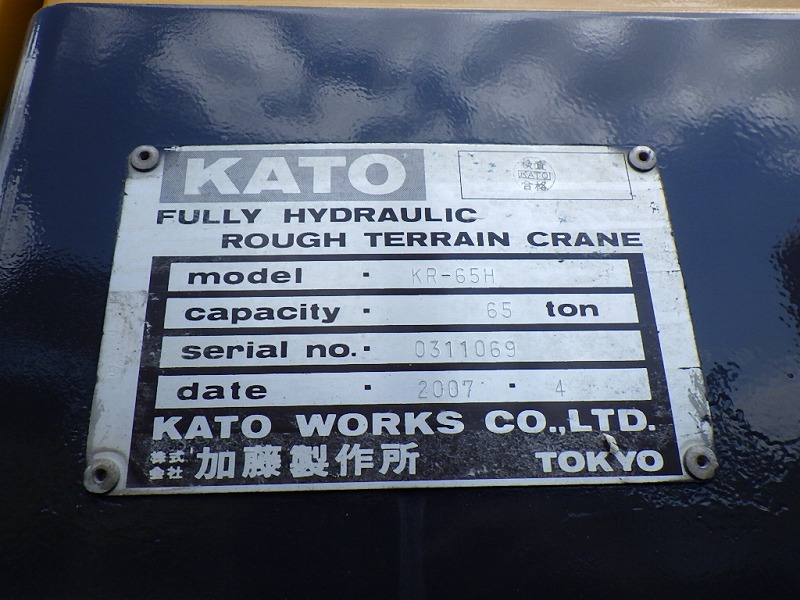 KATO
検査
KATO
合格
FULLY HYDRAULIC
ROUGH TERRAIN CRANE
model · KR-65H
capacity · 65 ton
serial no. · 0311069
date · 2007 · 4
KATO WORKS CO.,LTD.
株式会社 加藤製作所 TOKYO